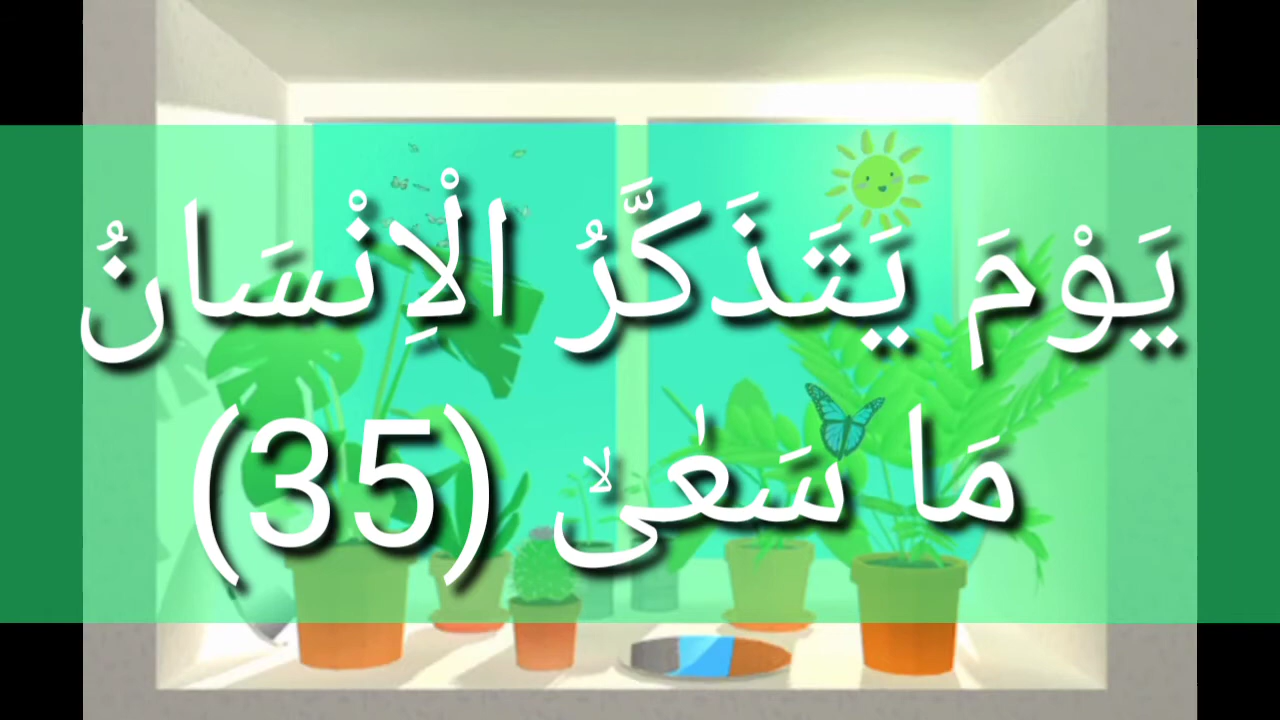 يَوْمَ يَتَذَكَّرُ الْاِنْسَانُ
مَا سَعٰىۙ (35)